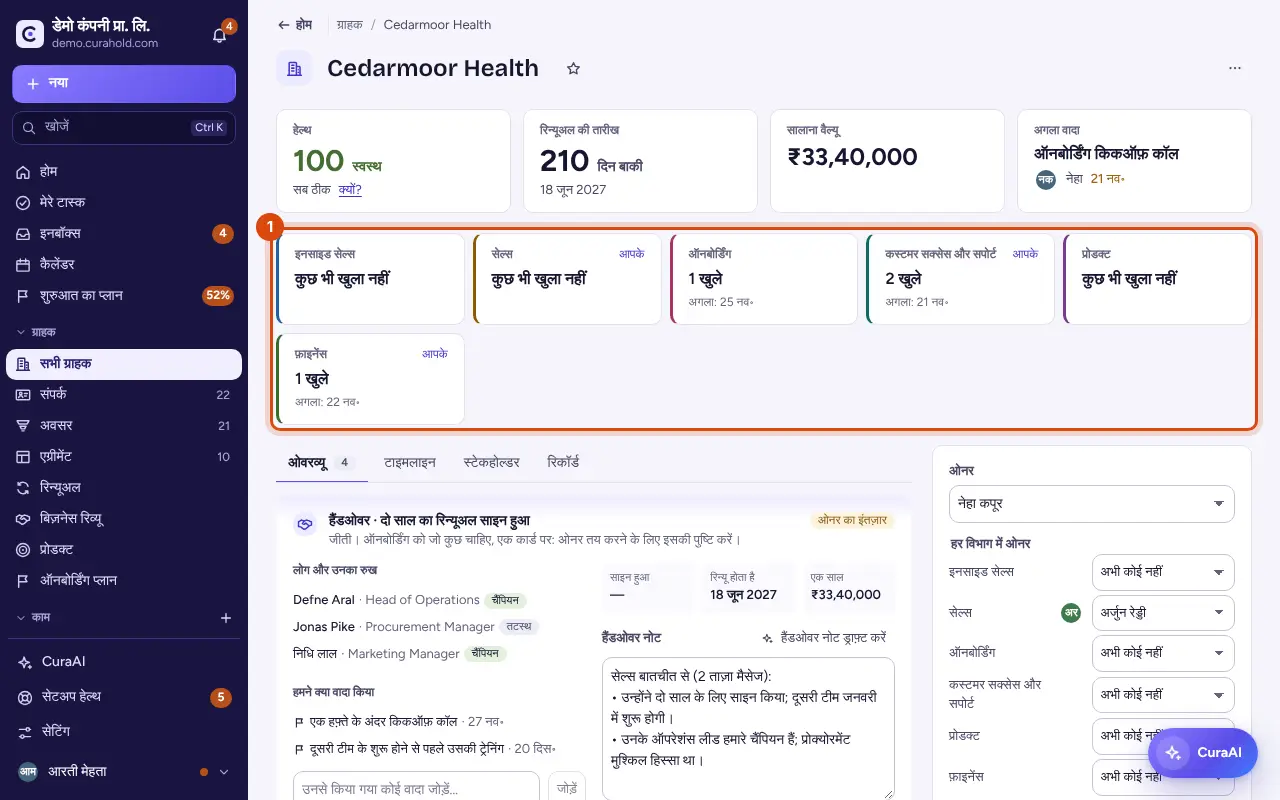 डेमो कंपनी प्रा. लि.
demo.curahold.com
4
+ नया
खोजें
Ctrl K
होम
मेरे टास्क
इनबॉक्स
4
कैलेंडर
शुरुआत का प्लान
52%
ग्राहक
सभी ग्राहक
संपर्क
22
अवसर
21
एग्रीमेंट
10
रिन्यूअल
बिज़नेस रिव्यू
प्रोडक्ट
ऑनबोर्डिंग प्लान
काम
+
CuraAI
सेटअप हेल्थ
5
सेटिंग
आम
आरती मेहता
← होम
ग्राहक / Cedarmoor Health
Cedarmoor Health
हेल्थ
100 स्वस्थ
सब ठीक क्यों?
रिन्यूअल की तारीख
210 दिन बाकी
18 जून 2027
सालाना वैल्यू
₹33,40,000
अगला वादा
ऑनबोर्डिंग किकऑफ़ कॉल
नक नेहा 21 नव॰
1
इनसाइड सेल्स
कुछ भी खुला नहीं
सेल्स
आपके
कुछ भी खुला नहीं
ऑनबोर्डिंग
1 खुले
अगला: 25 नव॰
कस्टमर सक्सेस और सपोर्ट
आपके
2 खुले
अगला: 21 नव॰
प्रोडक्ट
कुछ भी खुला नहीं
फ़ाइनेंस
आपके
1 खुले
अगला: 22 नव॰
ओवरव्यू 4
टाइमलाइन
स्टेकहोल्डर
रिकॉर्ड
हैंडओवर · दो साल का रिन्यूअल साइन हुआ
ओनर का इंतज़ार
जीती। ऑनबोर्डिंग को जो कुछ चाहिए, एक कार्ड पर: ओनर तय करने के लिए इसकी पुष्टि करें।
लोग और उनका रुख
Defne Aral · Head of Operations चैंपियन
Jonas Pike · Procurement Manager तटस्थ
निधि लाल · Marketing Manager चैंपियन
हमने क्या वादा किया
एक हफ़्ते के अंदर किकऑफ़ कॉल · 27 नव॰
दूसरी टीम के शुरू होने से पहले उसकी ट्रेनिंग · 20 दिस॰
उनसे किया गया कोई वादा जोड़ें…
जोड़ें
साइन हुआ
—
रिन्यू होता है
18 जून 2027
एक साल
₹33,40,000
हैंडओवर नोट
हैंडओवर नोट ड्राफ़्ट करें
सेल्स बातचीत से (2 ताज़ा मैसेज):
• उन्होंने दो साल के लिए साइन किया; दूसरी टीम जनवरी
में शुरू होगी।
• उनके ऑपरेशंस लीड हमारे चैंपियन हैं; प्रोक्योरमेंट
मुश्किल हिस्सा था।
ओनर
नेहा कपूर
हर विभाग में ओनर
इनसाइड सेल्स
अभी कोई नहीं
सेल्स
अर
अर्जुन रेड्डी
ऑनबोर्डिंग
अभी कोई नहीं
कस्टमर सक्सेस और
सपोर्ट
अभी कोई नहीं
प्रोडक्ट
अभी कोई नहीं
फ़ाइनेंस
अभी कोई नहीं
CuraAI